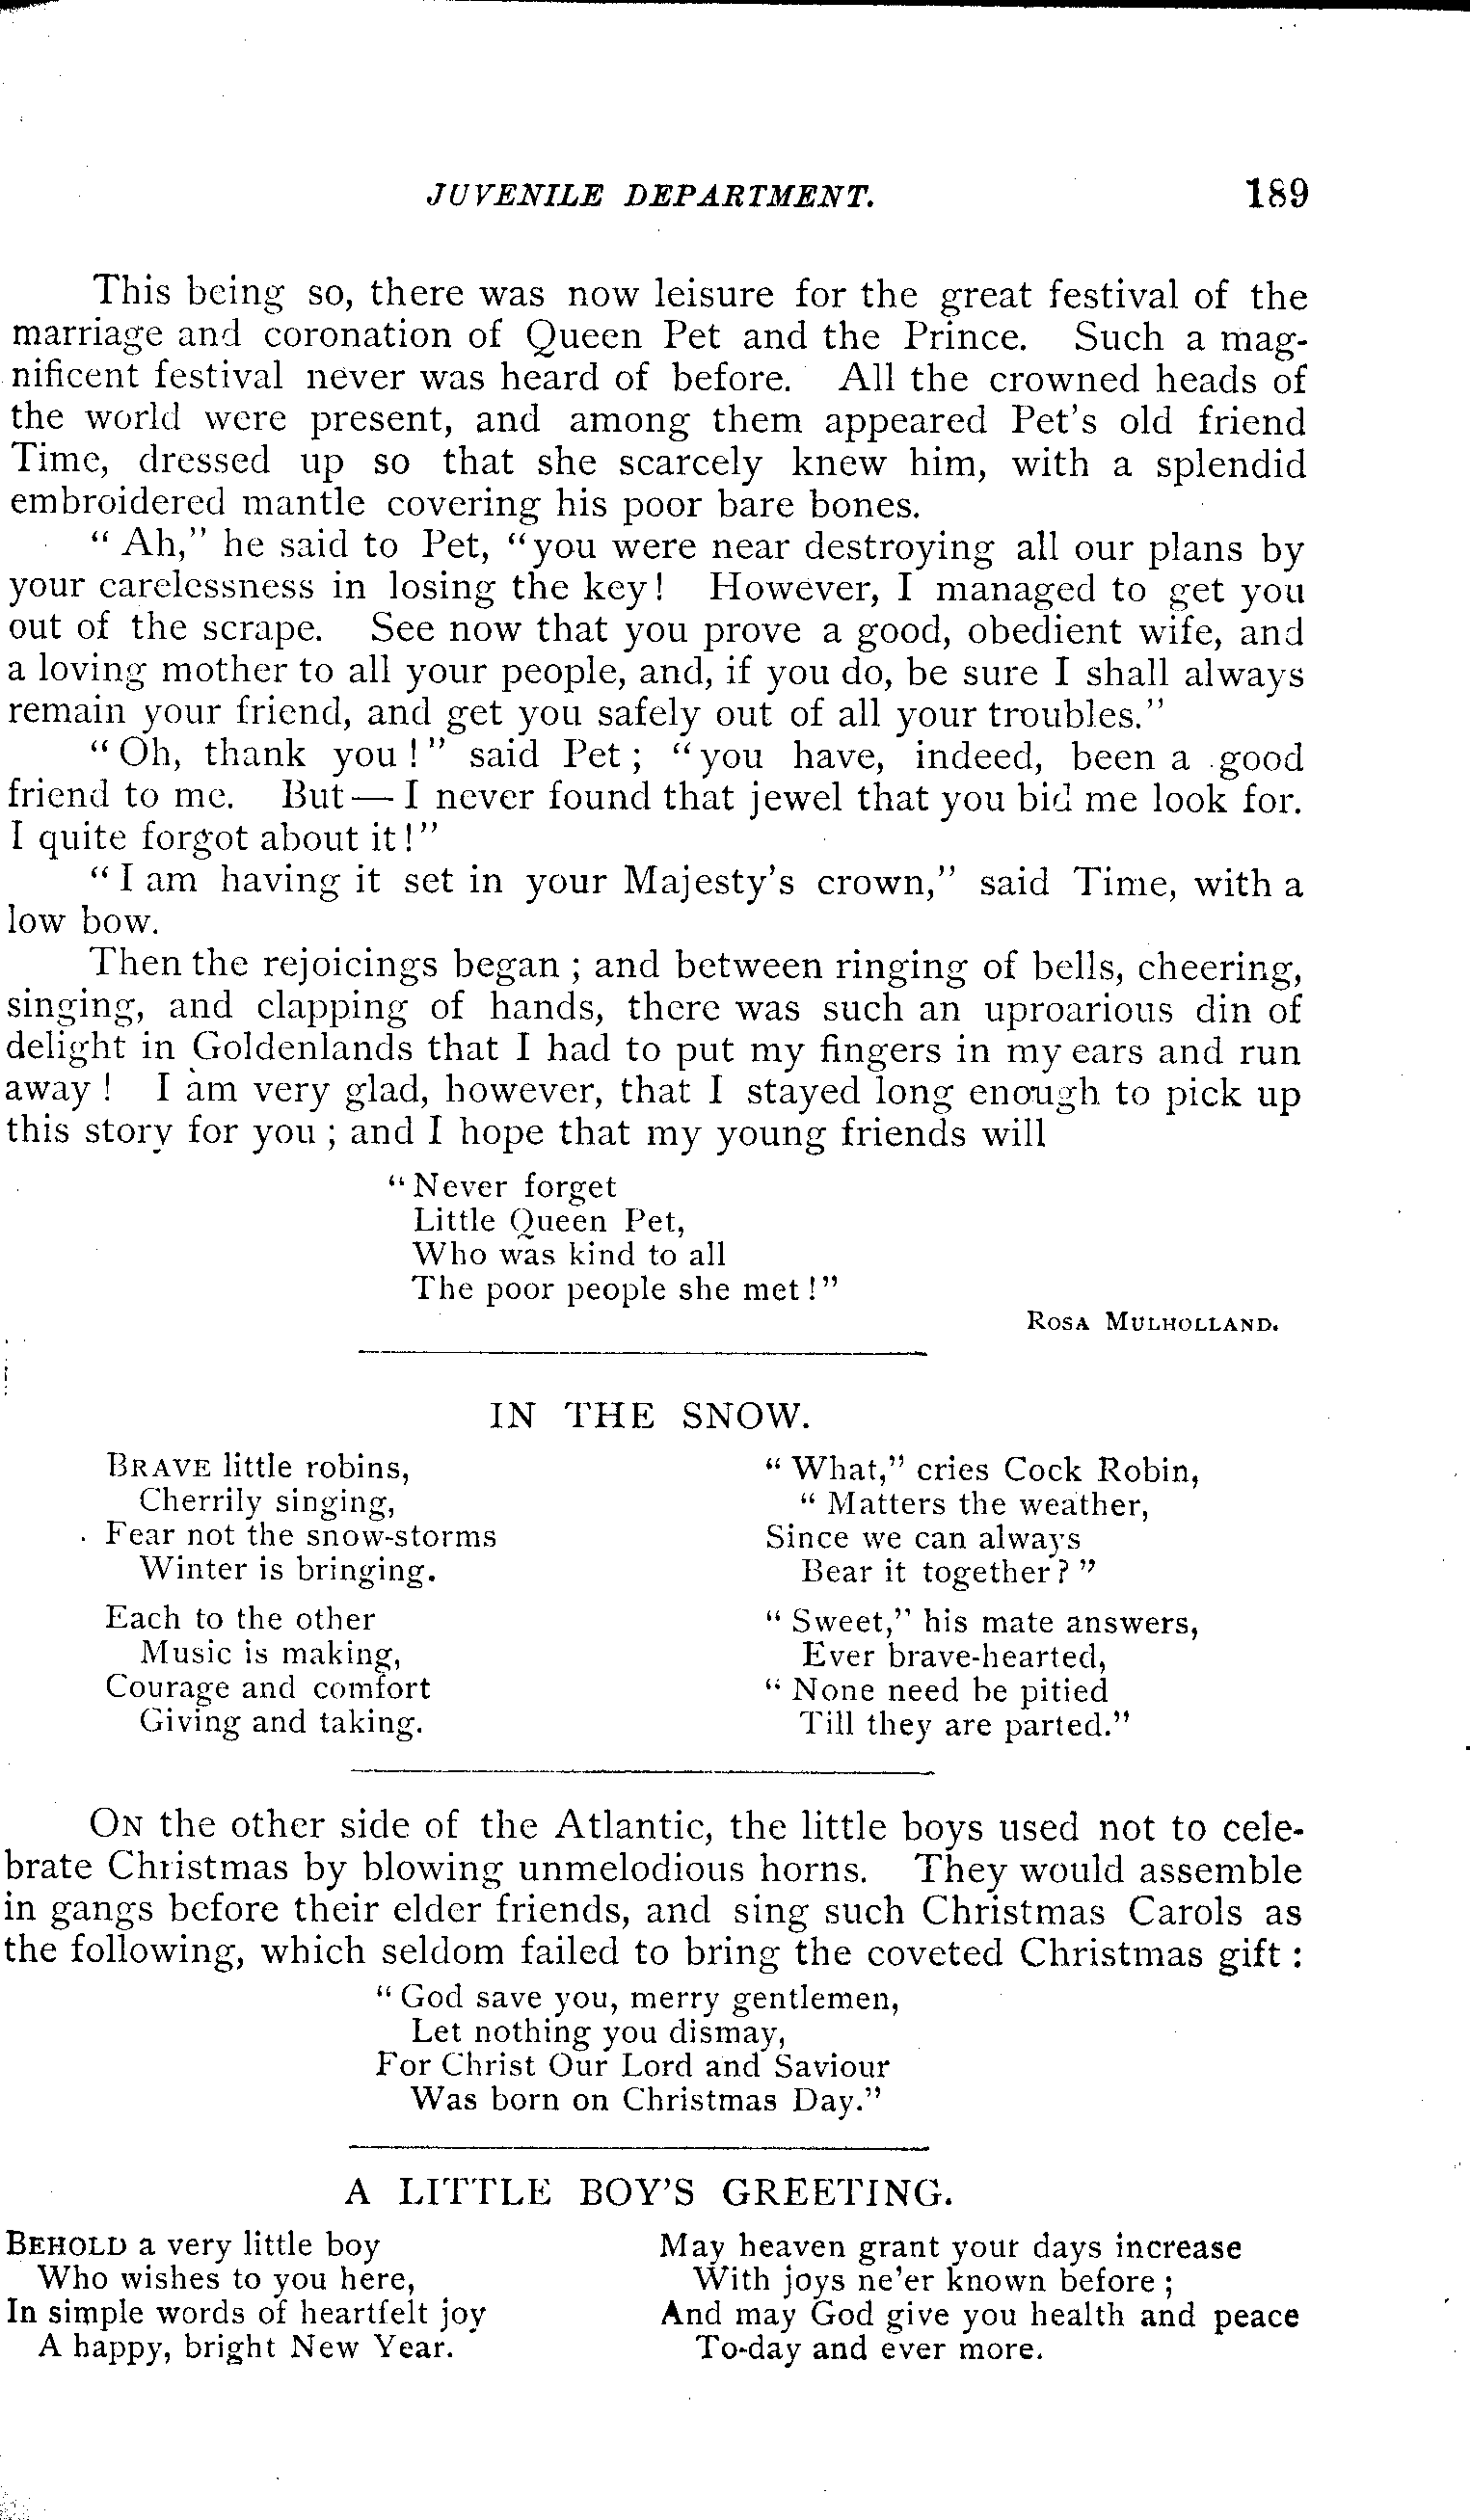 JUVENILE DEPARTMENT. 189
This being so, there was now leisure for the great festival of the
marriage and coronation of Queen Pet and the Prince. Such a mag-
nificent festival never was heard of before. All the crowned heads of
the world were present, and among them appeared Pet's old friend
Time, dressed up so that she scarcely knew him, with a splendid
embroidered mantle covering his poor bare bones.
"Ah," he said to Pet, "you were near destroying all our plans by
your carelessness in losing the key! However, I managed to get you
out of the scrape. See now that you prove a good, obedient wife, and
a loving mother to all your people, and, if you do, be sure I shall always
remain your friend, and get you safely out of all your troubles."
"Oh, thank you!" said Pet; "you have, indeed, been a good
friend to me. But—I never found that jewel that you bid me look for.
I quite forgot about it!"
"I am having it set in your Majesty's crown," said Time, with a
low bow.
Then the rejoicings began; and between ringing of bells, cheering,
singing, and clapping of hands, there was such an uproarious din of
delight in Goldenlands that I had to put my fingers in my ears and run
away! I am very glad, however, that I stayed long enough to pick up
this story for you; and I hope that my young friends will
"Never forget
Little Queen Pet,
Who was kind to all
The poor people she met!"
ROSA MULHOLLAND.
IN THE SNOW.
BRAVE little robins,
Cherrily singing,
Fear not the snow-storms
Winter is bringing.
Each to the other
Music is making,
Courage and comfort
Giving and taking.
"What," cries Cock Robin,
"Matters the weather,
Since we can always
Bear it together?"
"Sweet," his mate answers,
Ever brave-hearted,
"None need be pitied
Till they are parted."
ON the other side of the Atlantic, the little boys used not to cele-
brate Christmas by blowing unmelodious horns. They would assemble
in gangs before their elder friends, and sing such Christmas Carols as
the following, which seldom failed to bring the coveted Christmas gift:
"God save you, merry gentlemen,
Let nothing you dismay,
For Christ Our Lord and Saviour
Was born on Christmas Day."
A LITTLE BOY'S GREETING.
BEHOLD a very little boy
Who wishes to you here,
In simple words of heartfelt joy
A happy, bright New Year.
May heaven grant your days increase
With joys ne'er known before;
And may God give you health and peace
To-day and ever more.